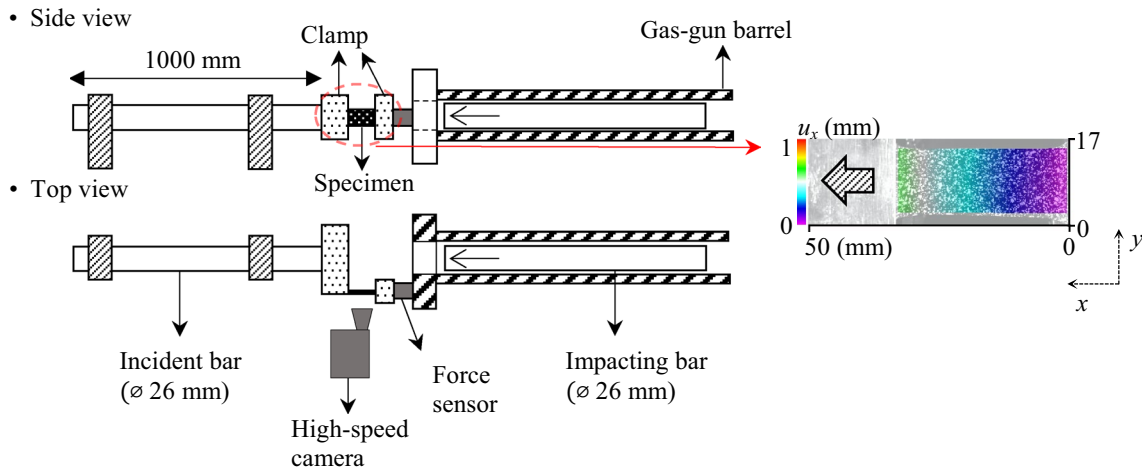 • Side view
Clamp
Gas-gun barrel
1000 mm
Specimen
uₓ (mm)
1
0
17
0
50 (mm)
0
y
x
• Top view
Incident bar
(⌀ 26 mm)
Force
sensor
Impacting bar
(⌀ 26 mm)
High-speed
camera